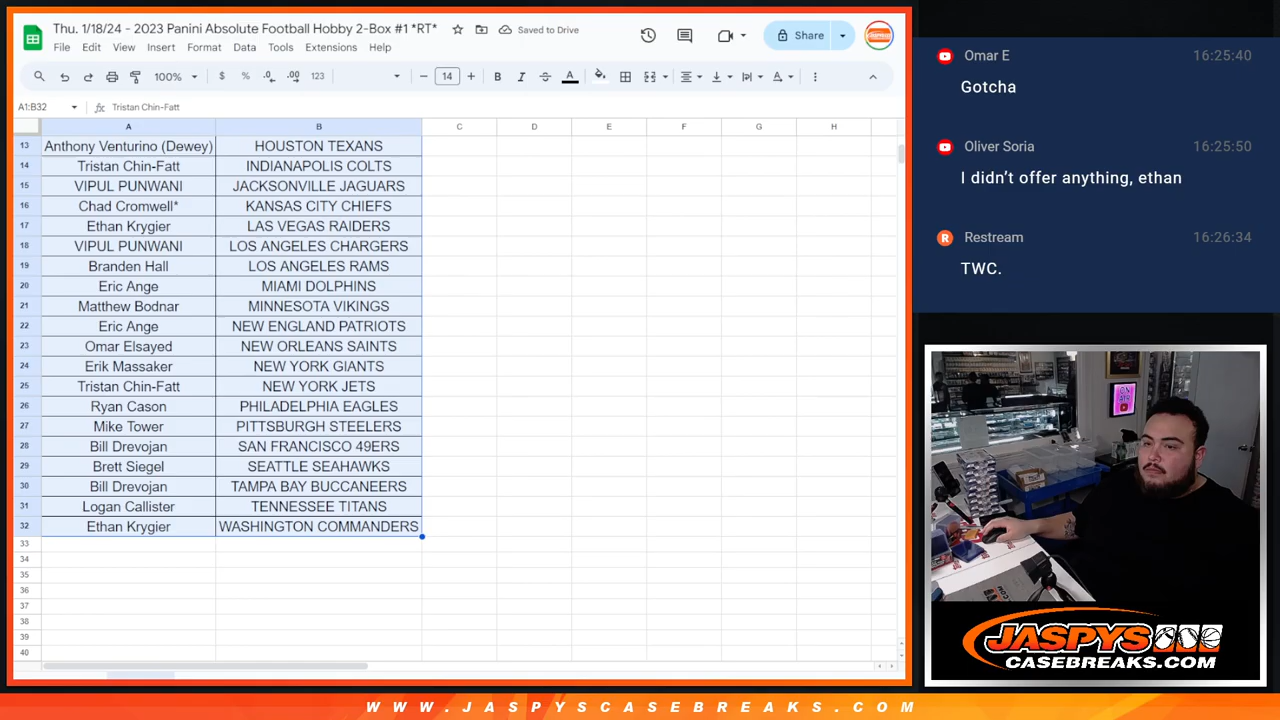 Thu. 1/18/24 - 2023 Panini Absolute Football Hobby 2-Box #1 *RT*
Saved to Drive
File Edit View Insert Format Data Tools Extensions Help
Share
100% $ % .0 .00 123 14 B I A
A1:B32 fx Tristan Chin-Fatt
A B C D E F G H
13 Anthony Venturino (Dewey) HOUSTON TEXANS
14 Tristan Chin-Fatt INDIANAPOLIS COLTS
15 VIPUL PUNWANI JACKSONVILLE JAGUARS
16 Chad Cromwell* KANSAS CITY CHIEFS
17 Ethan Krygier LAS VEGAS RAIDERS
18 VIPUL PUNWANI LOS ANGELES CHARGERS
19 Branden Hall LOS ANGELES RAMS
20 Eric Ange MIAMI DOLPHINS
21 Matthew Bodnar MINNESOTA VIKINGS
22 Eric Ange NEW ENGLAND PATRIOTS
23 Omar Elsayed NEW ORLEANS SAINTS
24 Erik Massaker NEW YORK GIANTS
25 Tristan Chin-Fatt NEW YORK JETS
26 Ryan Cason PHILADELPHIA EAGLES
27 Mike Tower PITTSBURGH STEELERS
28 Bill Drevojan SAN FRANCISCO 49ERS
29 Brett Siegel SEATTLE SEAHAWKS
30 Bill Drevojan TAMPA BAY BUCCANEERS
31 Logan Callister TENNESSEE TITANS
32 Ethan Krygier WASHINGTON COMMANDERS
33
34
35
36
37
38
39
40
Omar E 16:25:40
Gotcha
Oliver Soria 16:25:50
I didn't offer anything, ethan
Restream 16:26:34
TWC.
ON AIR
JASPYS
CASEBREAKS.COM
WWW.JASPYSCASEBREAKS.COM